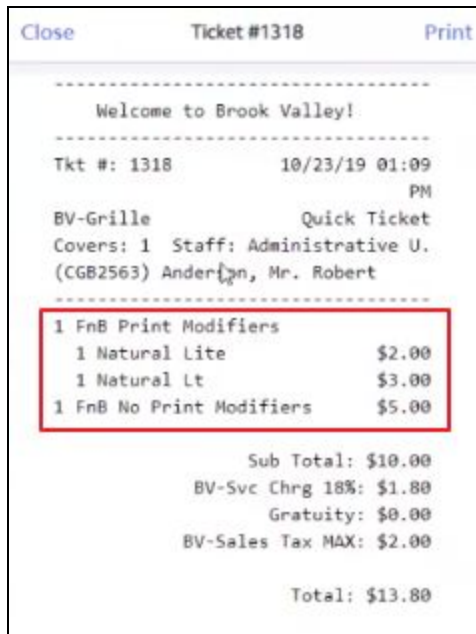 Close Ticket #1318 Print
------------------------------------
Welcome to Brook Valley!
------------------------------------
Tkt #: 1318 10/23/19 01:09
PM
BV-Grille Quick Ticket
Covers: 1 Staff: Administrative U.
(CGB2563) Anderson, Mr. Robert
------------------------------------
1 FnB Print Modifiers
1 Natural Lite $2.00
1 Natural Lt $3.00
1 FnB No Print Modifiers $5.00
Sub Total: $10.00
BV-Svc Chrg 18%: $1.80
Gratuity: $0.00
BV-Sales Tax MAX: $2.00
Total: $13.80